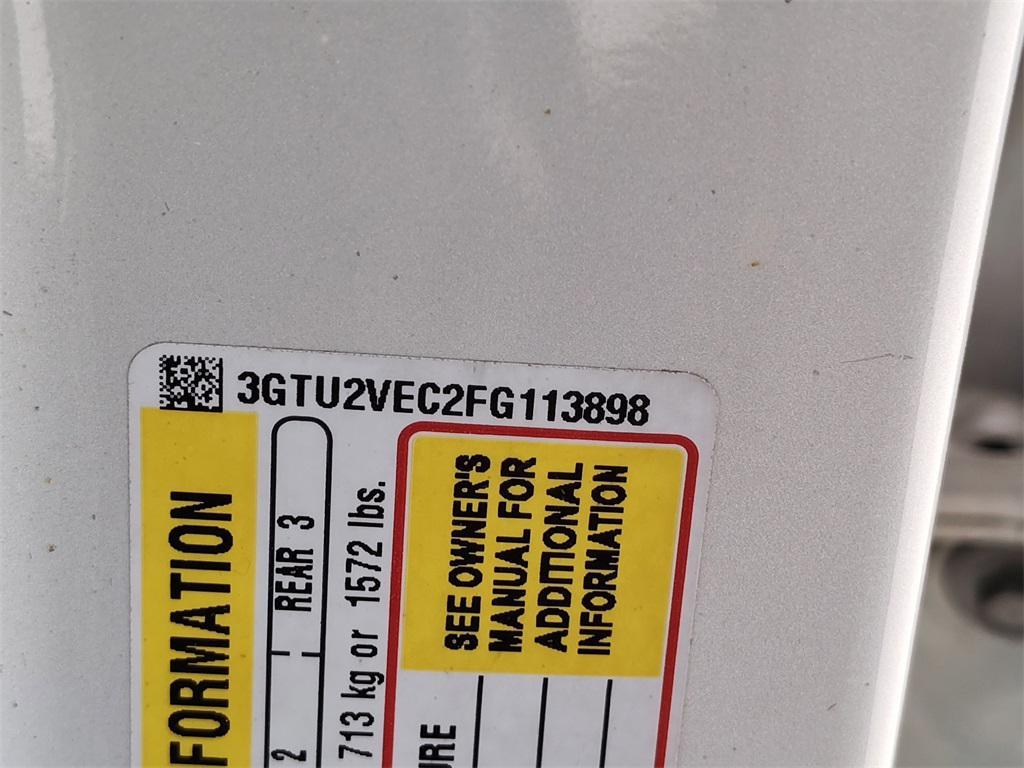 3GTU2VEC2FG113898
FORMATION
2 REAR 3
713 kg or 1572 lbs.
SEE OWNER'S
MANUAL FOR
ADDITIONAL
INFORMATION
URE